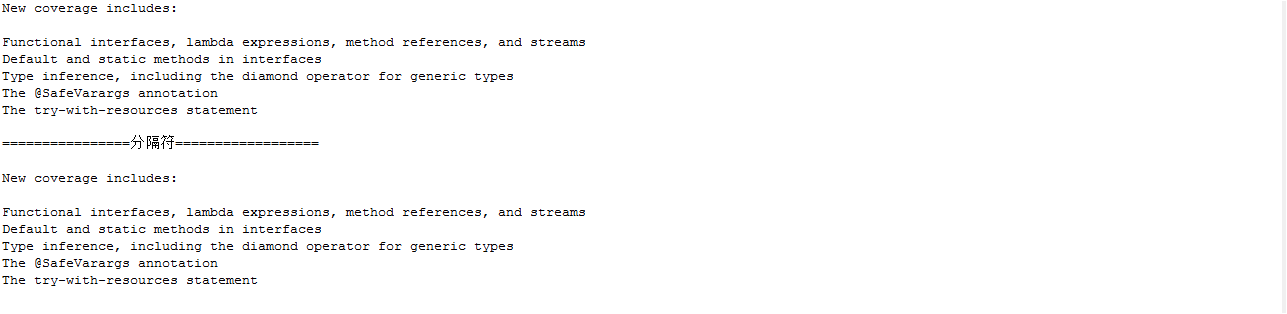 New coverage includes:
Functional interfaces, lambda expressions, method references, and streams
Default and static methods in interfaces
Type inference, including the diamond operator for generic types
The @SafeVarargs annotation
The try-with-resources statement
================分隔符==================
New coverage includes:
Functional interfaces, lambda expressions, method references, and streams
Default and static methods in interfaces
Type inference, including the diamond operator for generic types
The @SafeVarargs annotation
The try-with-resources statement